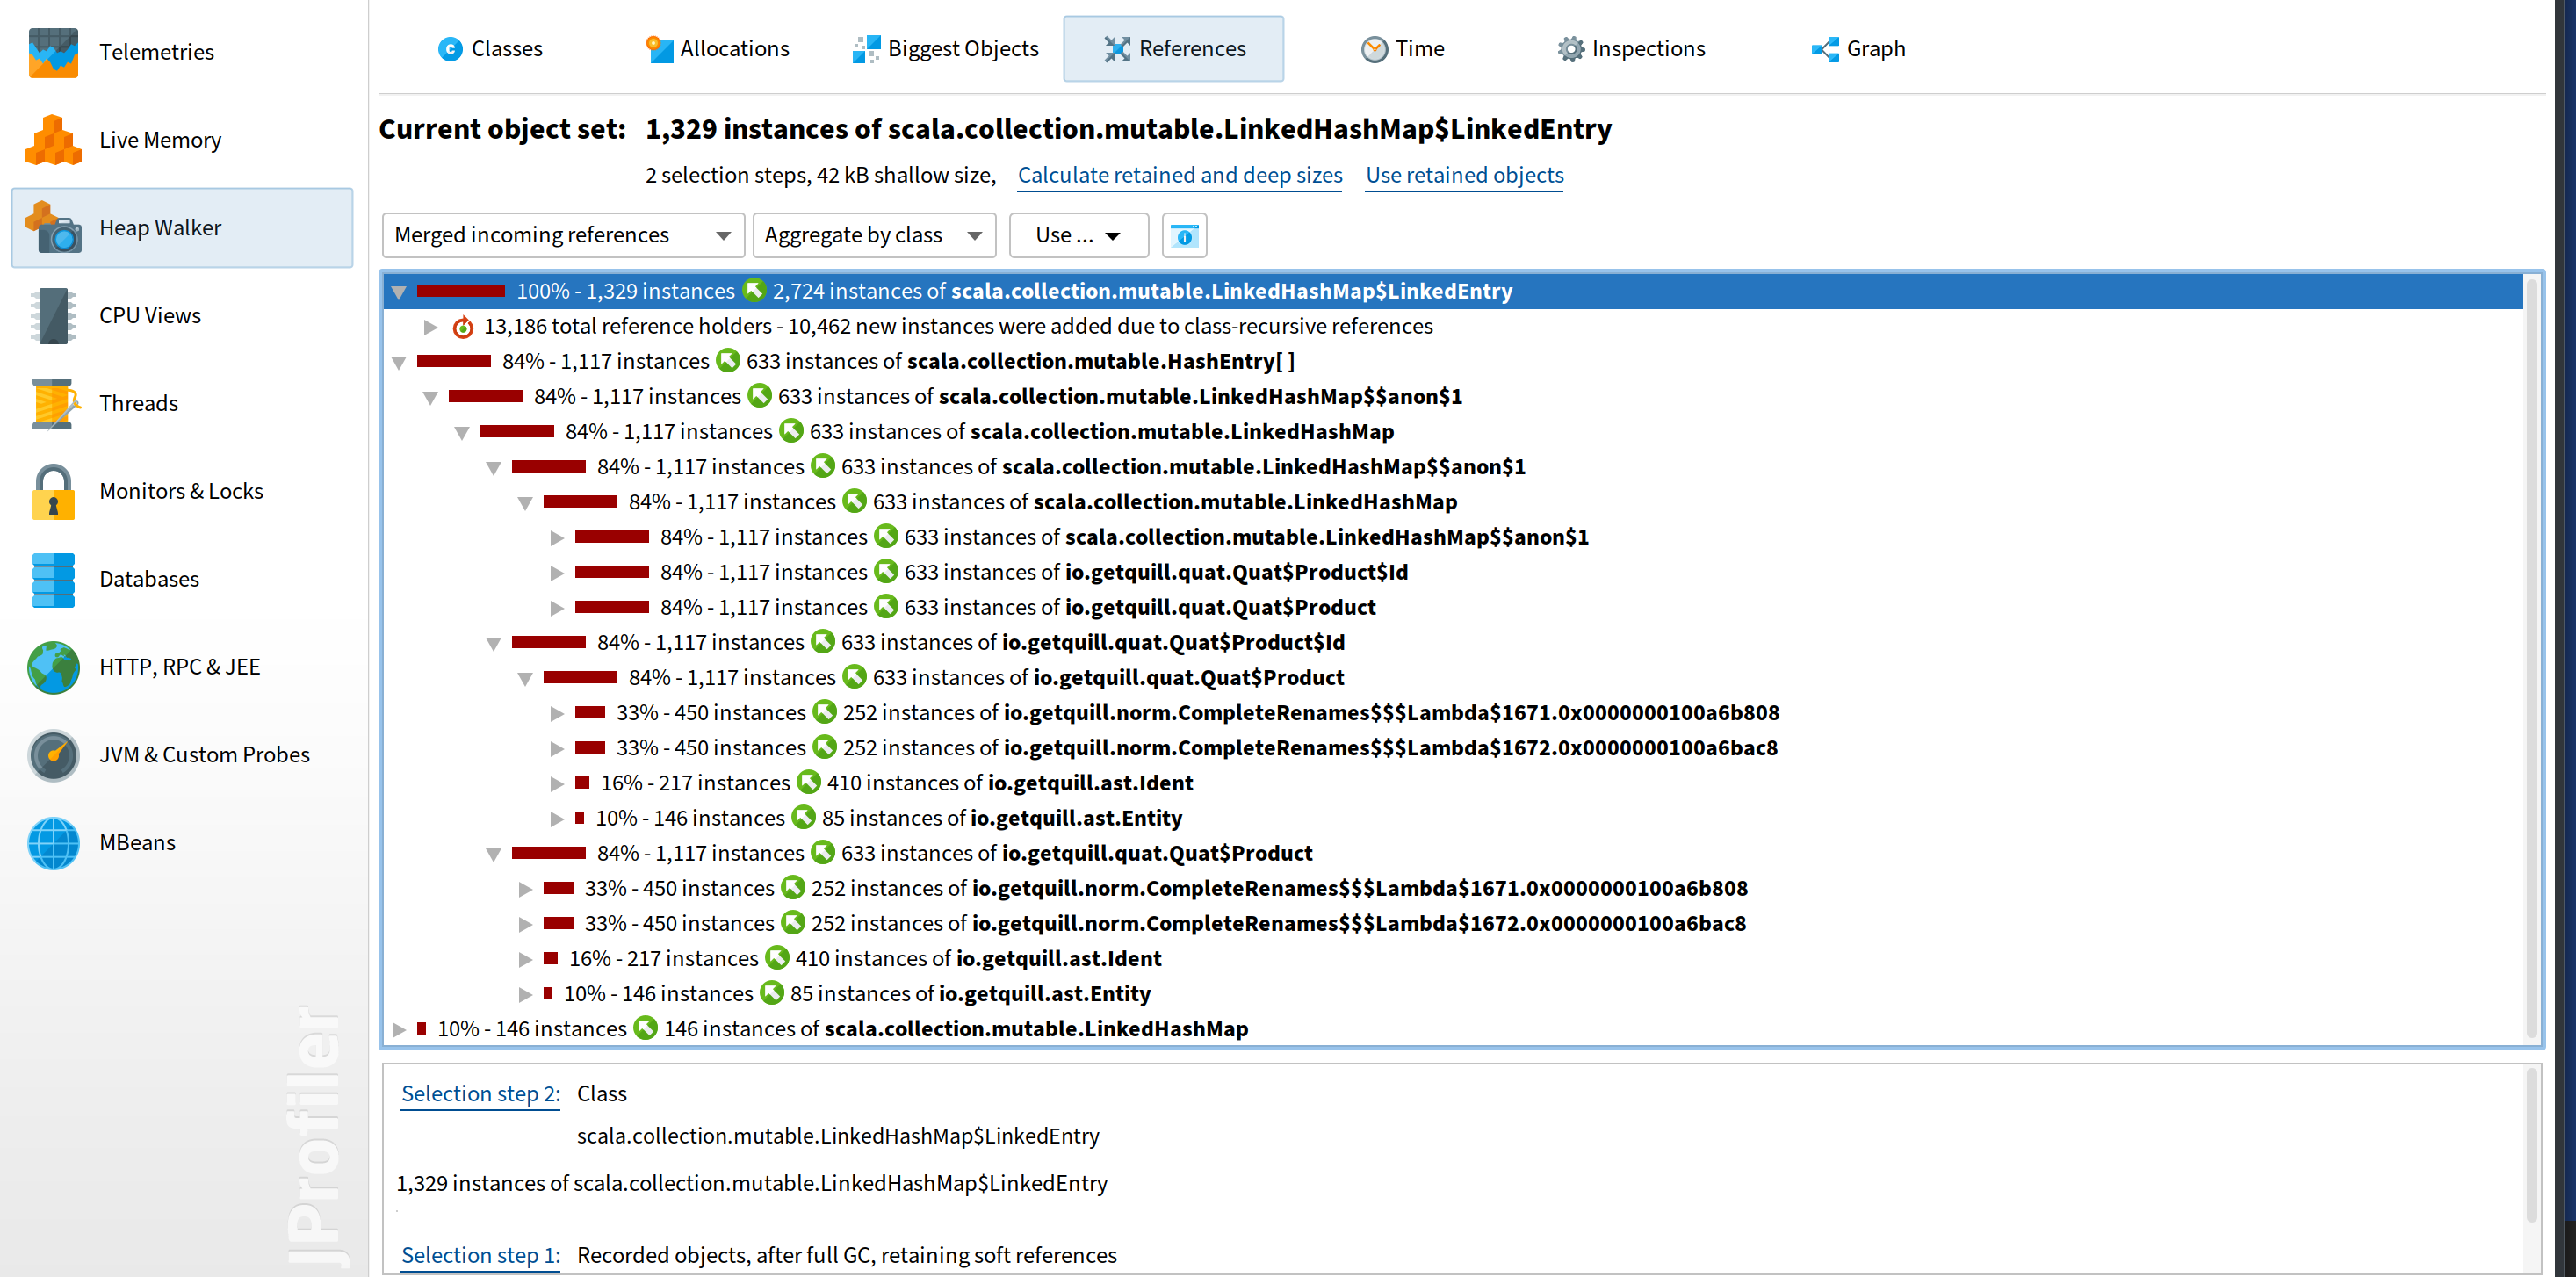 Telemetries
Live Memory
Heap Walker
CPU Views
Threads
Monitors & Locks
Databases
HTTP, RPC & JEE
JVM & Custom Probes
MBeans
JProfiler
Classes Allocations Biggest Objects References Time Inspections Graph
Current object set: 1,329 instances of scala.collection.mutable.LinkedHashMap$LinkedEntry
2 selection steps, 42 kB shallow size, Calculate retained and deep sizes Use retained objects
Merged incoming references Aggregate by class Use ...
100% - 1,329 instances 2,724 instances of scala.collection.mutable.LinkedHashMap$LinkedEntry
13,186 total reference holders - 10,462 new instances were added due to class-recursive references
84% - 1,117 instances 633 instances of scala.collection.mutable.HashEntry[ ]
84% - 1,117 instances 633 instances of scala.collection.mutable.LinkedHashMap$$anon$1
84% - 1,117 instances 633 instances of scala.collection.mutable.LinkedHashMap
84% - 1,117 instances 633 instances of scala.collection.mutable.LinkedHashMap$$anon$1
84% - 1,117 instances 633 instances of scala.collection.mutable.LinkedHashMap
84% - 1,117 instances 633 instances of scala.collection.mutable.LinkedHashMap$$anon$1
84% - 1,117 instances 633 instances of io.getquill.quat.Quat$Product$Id
84% - 1,117 instances 633 instances of io.getquill.quat.Quat$Product
84% - 1,117 instances 633 instances of io.getquill.quat.Quat$Product$Id
84% - 1,117 instances 633 instances of io.getquill.quat.Quat$Product
33% - 450 instances 252 instances of io.getquill.norm.CompleteRenames$$$Lambda$1671.0x0000000100a6b808
33% - 450 instances 252 instances of io.getquill.norm.CompleteRenames$$$Lambda$1672.0x0000000100a6bac8
16% - 217 instances 410 instances of io.getquill.ast.Ident
10% - 146 instances 85 instances of io.getquill.ast.Entity
84% - 1,117 instances 633 instances of io.getquill.quat.Quat$Product
33% - 450 instances 252 instances of io.getquill.norm.CompleteRenames$$$Lambda$1671.0x0000000100a6b808
33% - 450 instances 252 instances of io.getquill.norm.CompleteRenames$$$Lambda$1672.0x0000000100a6bac8
16% - 217 instances 410 instances of io.getquill.ast.Ident
10% - 146 instances 85 instances of io.getquill.ast.Entity
10% - 146 instances 146 instances of scala.collection.mutable.LinkedHashMap
Selection step 2: Class
scala.collection.mutable.LinkedHashMap$LinkedEntry
1,329 instances of scala.collection.mutable.LinkedHashMap$LinkedEntry
Selection step 1: Recorded objects, after full GC, retaining soft references